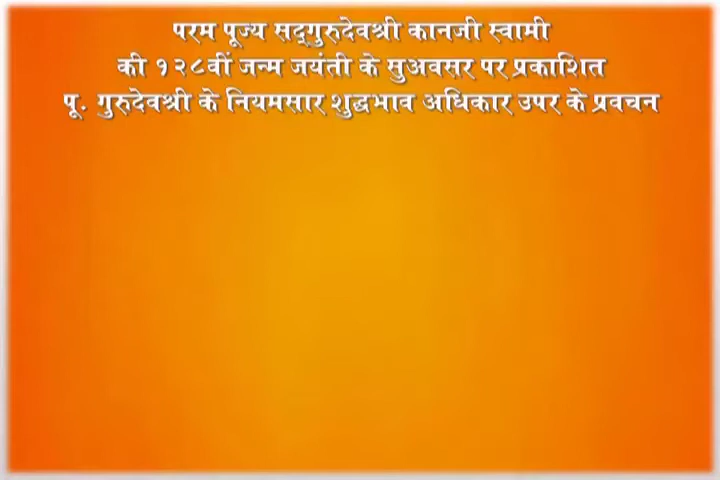 परम पूज्य सद्गुरुदेवश्री कानजी स्वामी
की १२८वीं जन्म जयंती के सुअवसर पर प्रकाशित
पू. गुरुदेवश्री के नियमसार शुद्धभाव अधिकार उपर के प्रवचन